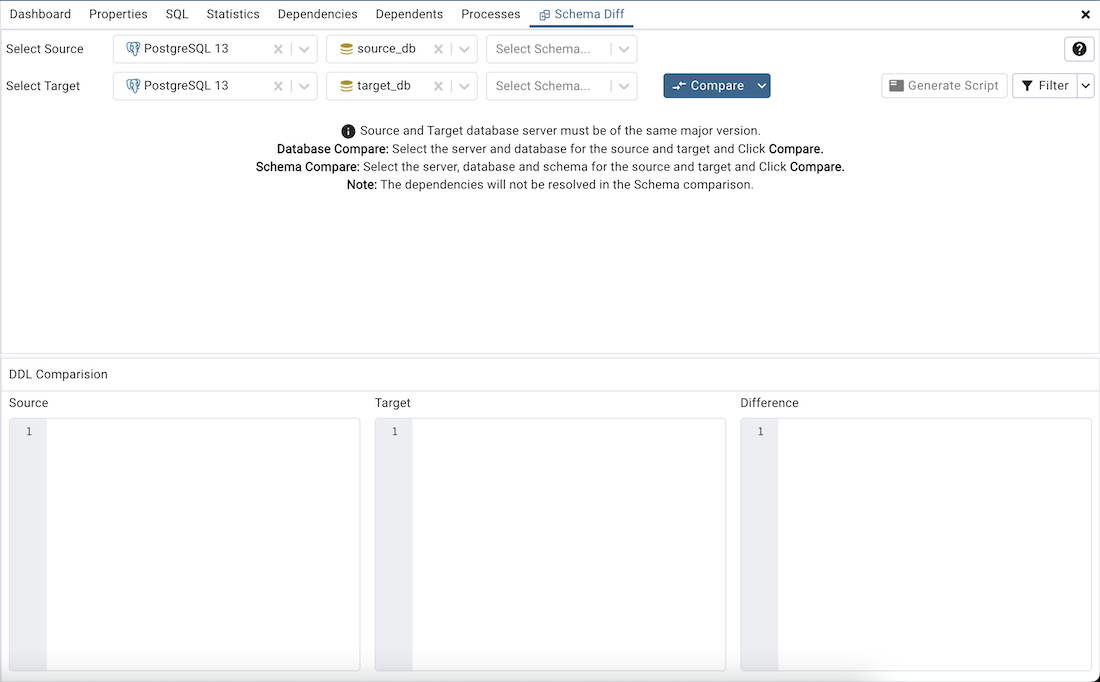 Dashboard Properties SQL Statistics Dependencies Dependents Processes Schema Diff
Select Source PostgreSQL 13 source_db Select Schema...
Select Target PostgreSQL 13 target_db Select Schema... Compare Generate Script Filter
Source and Target database server must be of the same major version.
Database Compare: Select the server and database for the source and target and Click Compare.
Schema Compare: Select the server, database and schema for the source and target and Click Compare.
Note: The dependencies will not be resolved in the Schema comparison.
DDL Comparision
Source Target Difference
1 1 1